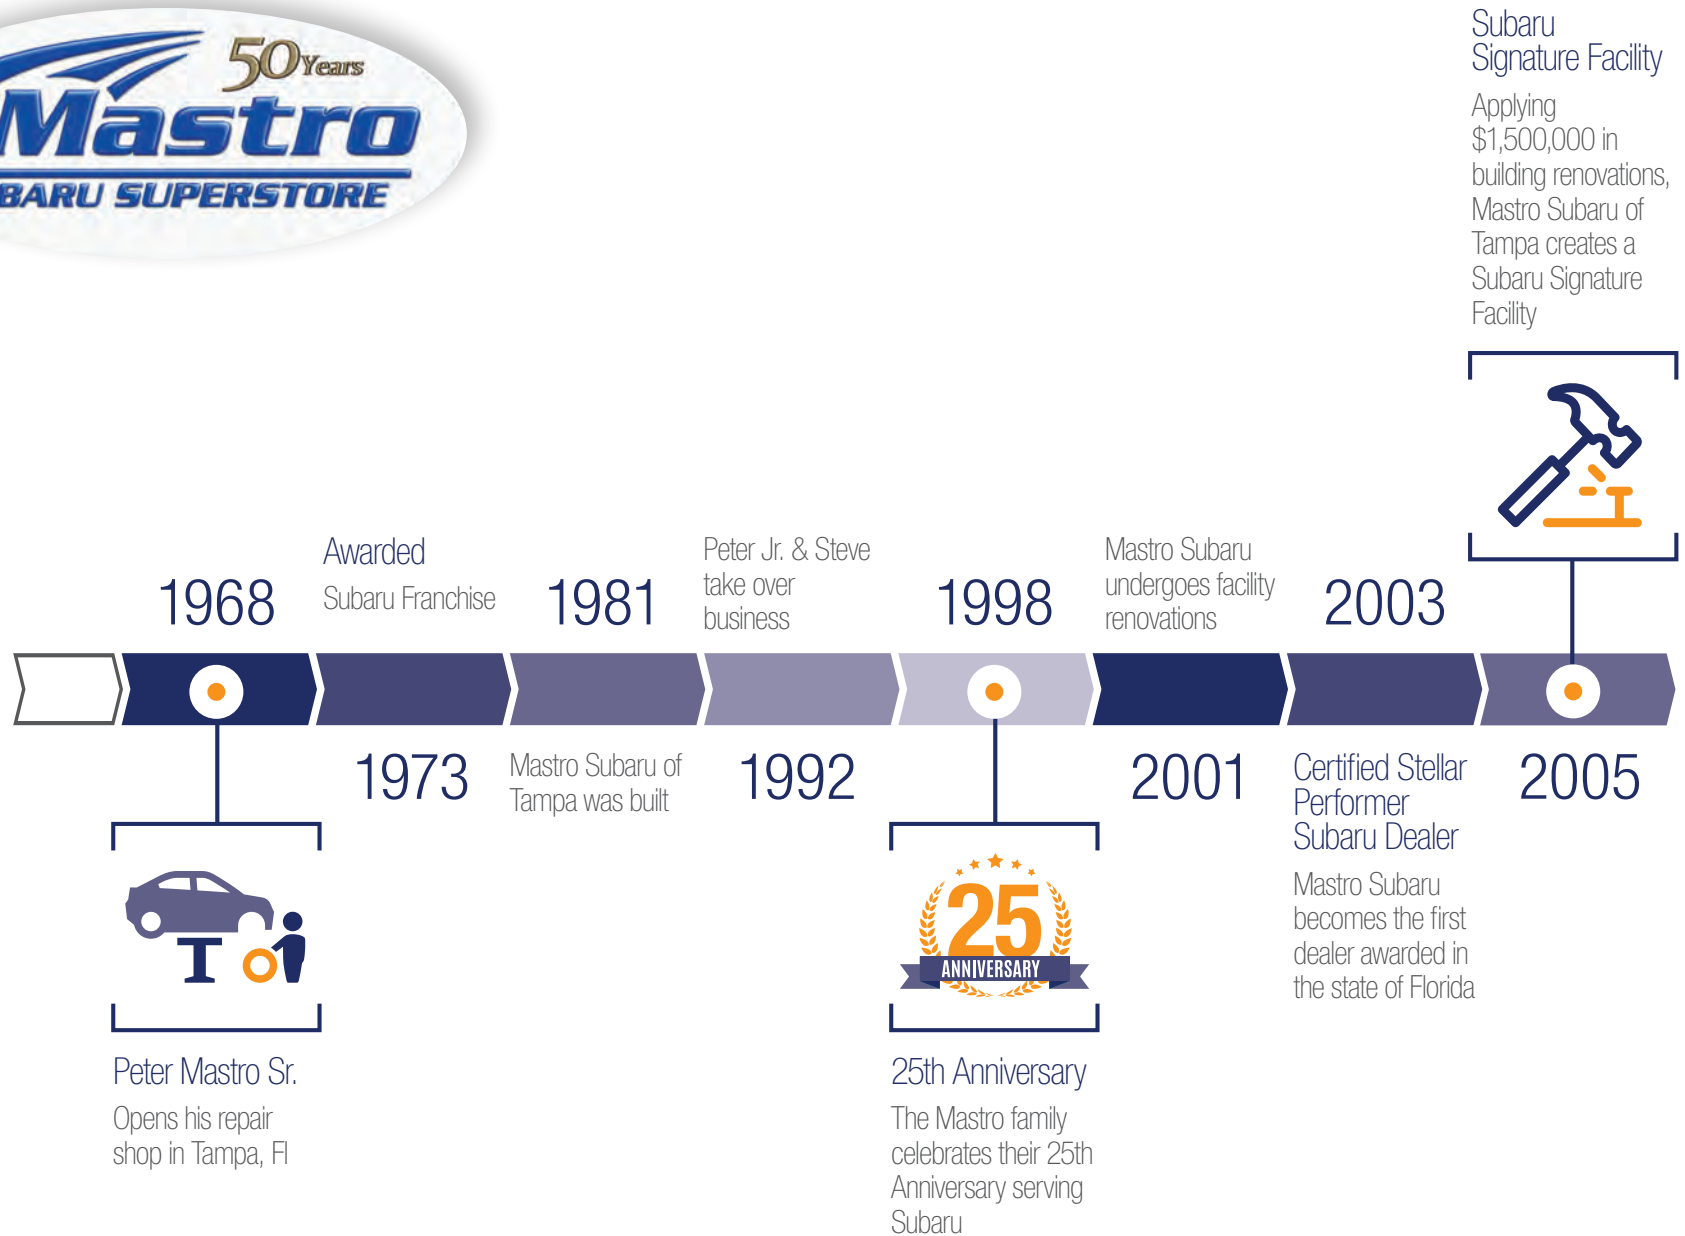 50 Years
Mastro
BARU SUPERSTORE
Subaru
Signature Facility
Applying
$1,500,000 in
building renovations,
Mastro Subaru of
Tampa creates a
Subaru Signature
Facility
1968
Awarded
Subaru Franchise
1981
Peter Jr. & Steve
take over
business
1998
Mastro Subaru
undergoes facility
renovations
2003
1973
Mastro Subaru of
Tampa was built
1992
2001
Certified Stellar
Performer
Subaru Dealer
Mastro Subaru
becomes the first
dealer awarded in
the state of Florida
2005
25
ANNIVERSARY
Peter Mastro Sr.
Opens his repair
shop in Tampa, Fl
25th Anniversary
The Mastro family
celebrates their 25th
Anniversary serving
Subaru